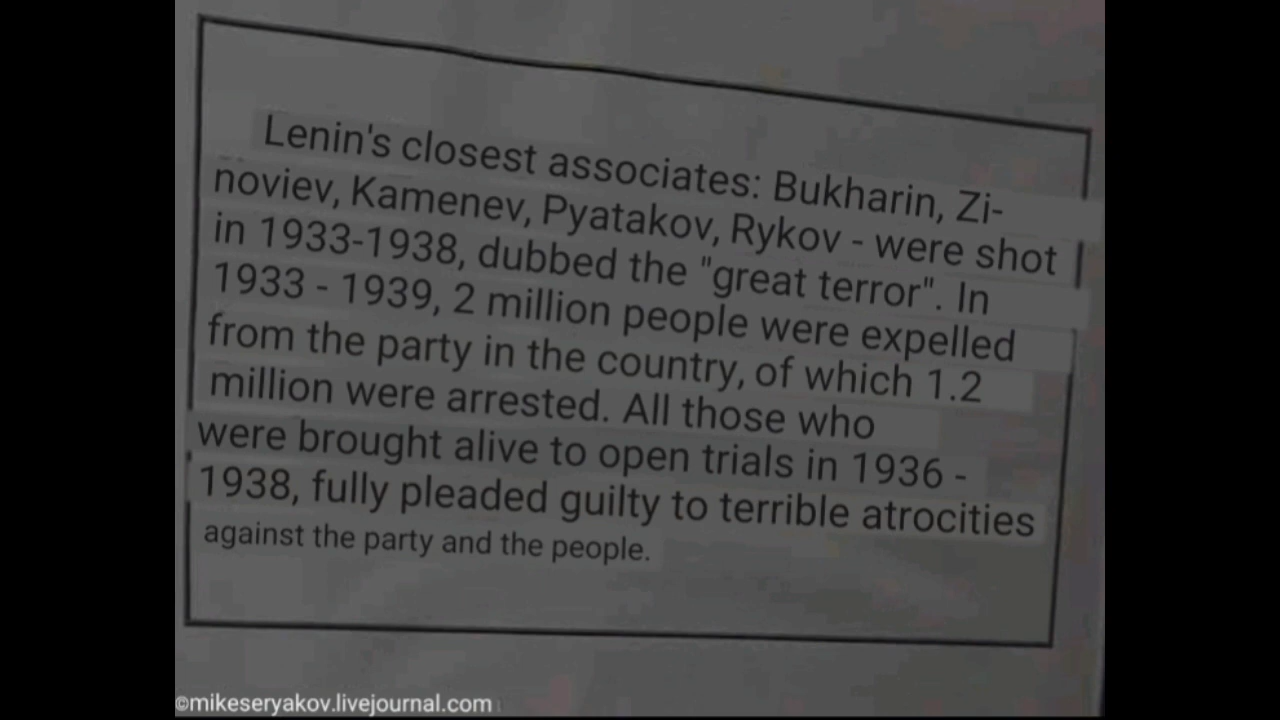 Lenin's closest associates: Bukharin, Zi-
noviev, Kamenev, Pyatakov, Rykov - were shot
in 1933-1938, dubbed the "great terror". In
1933 - 1939, 2 million people were expelled
from the party in the country, of which 1.2
million were arrested. All those who
were brought alive to open trials in 1936 -
1938, fully pleaded guilty to terrible atrocities
against the party and the people.
©mikeseryakov.livejournal.com